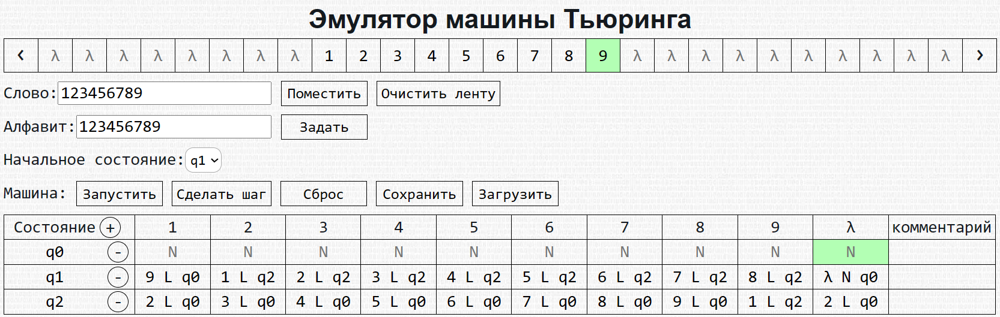 Эмулятор машины Тьюринга
‹ λ λ λ λ λ λ λ λ 1 2 3 4 5 6 7 8 9 λ λ λ λ λ λ λ λ λ λ ›
Слово: 123456789 Поместить Очистить ленту
Алфавит: 123456789 Задать
Начальное состояние: q1
Машина: Запустить Сделать шаг Сброс Сохранить Загрузить
Состояние + 1 2 3 4 5 6 7 8 9 λ комментарий
q0 - N N N N N N N N N N
q1 - 9 L q0 1 L q2 2 L q2 3 L q2 4 L q2 5 L q2 6 L q2 7 L q2 8 L q2 λ N q0
q2 - 2 L q0 3 L q0 4 L q0 5 L q0 6 L q0 7 L q0 8 L q0 9 L q0 1 L q2 2 L q0